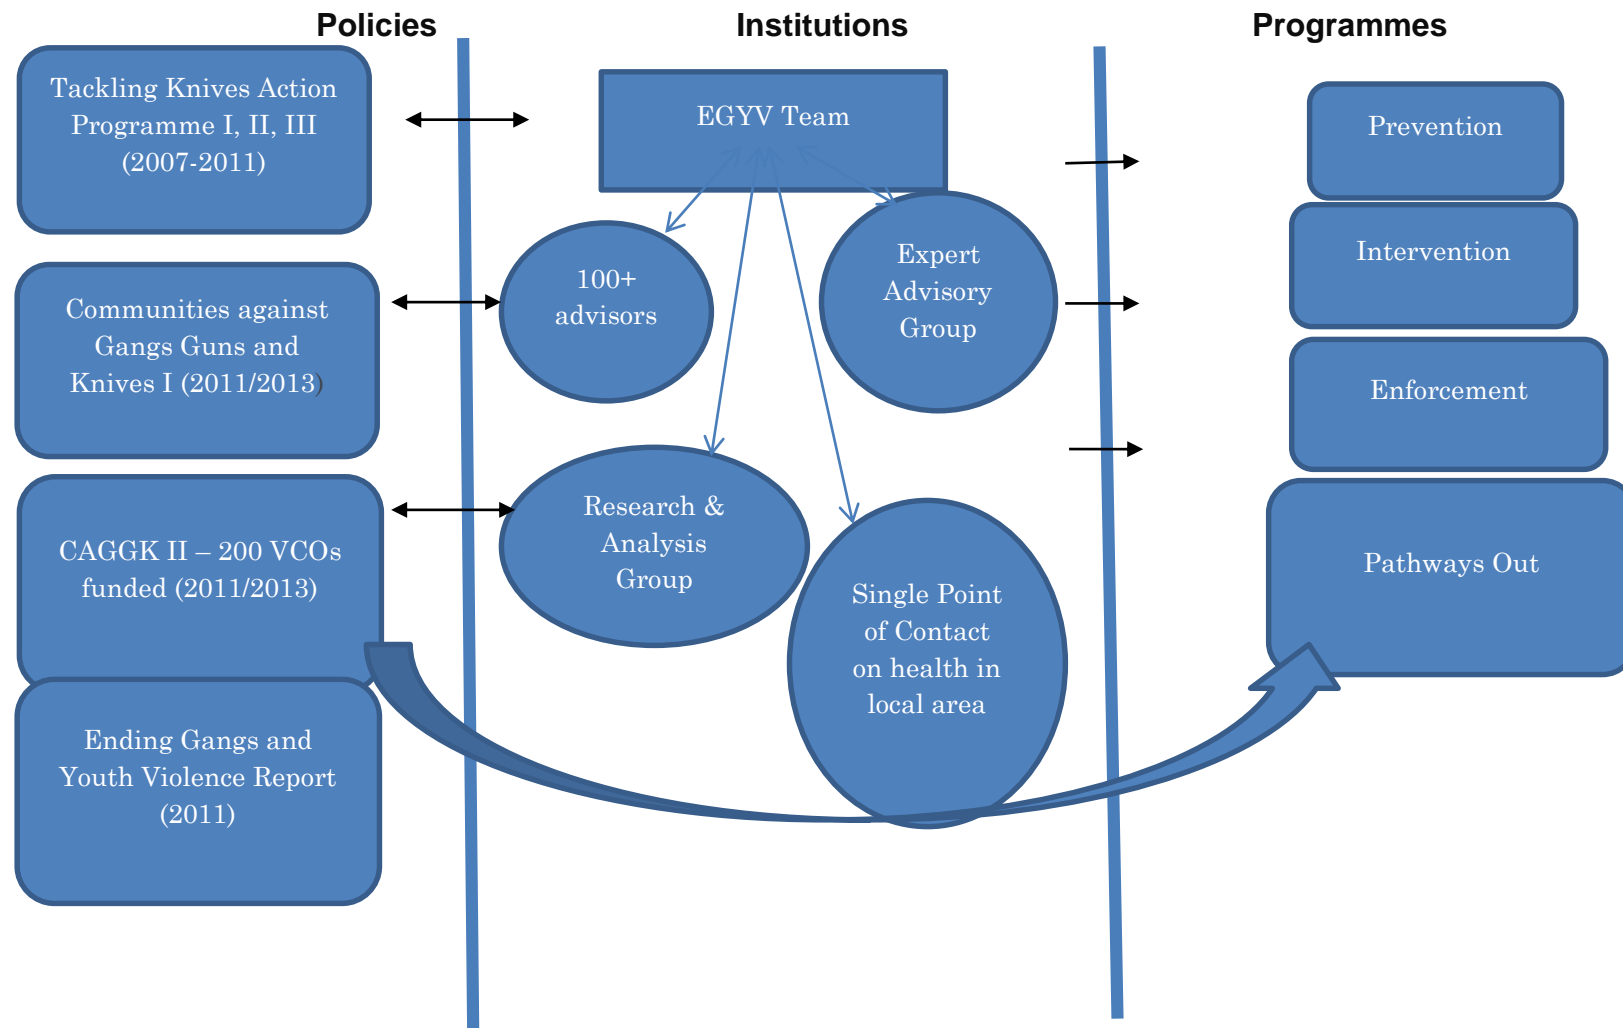 Policies
Institutions
Programmes
Tackling Knives Action
Programme I, II, III
(2007-2011)
Communities against
Gangs Guns and
Knives I (2011/2013)
CAGGK II – 200 VCOs
funded (2011/2013)
Ending Gangs and
Youth Violence Report
(2011)
EGYV Team
100+
advisors
Expert
Advisory
Group
Research &
Analysis
Group
Single Point
of Contact
on health in
local area
Prevention
Intervention
Enforcement
Pathways Out